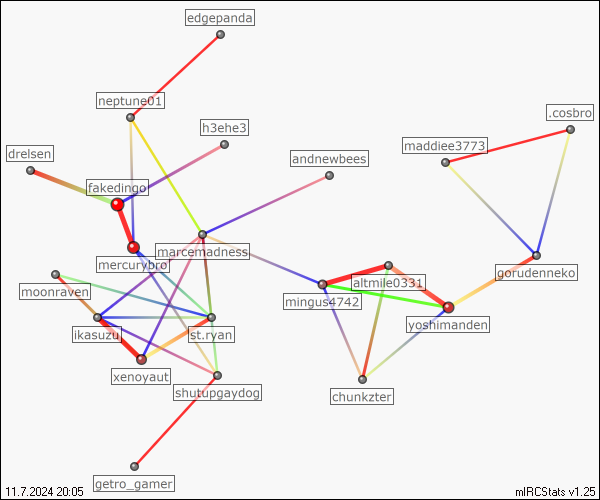 edgepanda
neptune01
.cosbro
h3ehe3
maddiee3773
drelsen
andnewbees
fakedingo
marcemadness
mercurybro
gorudenneko
altmile0331
moonraven
mingus4742
yoshimanden
ikasuzu
st.ryan
xenoyaut
shutupgaydog
chunkzter
getro_gamer
11.7.2024 20:05
mIRCStats v1.25